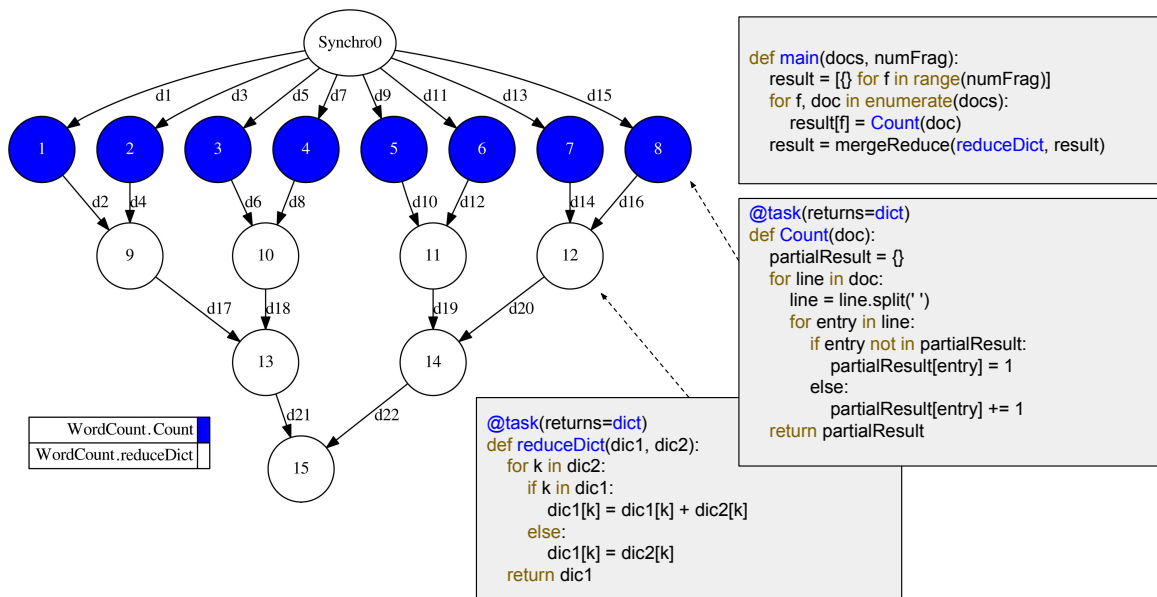 Synchro0
d1
d3
d5
d7
d9
d11
d13
d15
1
2
3
4
5
6
7
8
d2
d4
d6
d8
d10
d12
d14
d16
9
10
11
12
d17
d18
d19
d20
13
14
d21
d22
15
WordCount.Count
WordCount.reduceDict
def main(docs, numFrag):
result = [{} for f in range(numFrag)]
for f, doc in enumerate(docs):
result[f] = Count(doc)
result = mergeReduce(reduceDict, result)
@task(returns=dict)
def Count(doc):
partialResult = {}
for line in doc:
line = line.split(' ')
for entry in line:
if entry not in partialResult:
partialResult[entry] = 1
else:
partialResult[entry] += 1
return partialResult
@task(returns=dict)
def reduceDict(dic1, dic2):
for k in dic2:
if k in dic1:
dic1[k] = dic1[k] + dic2[k]
else:
dic1[k] = dic2[k]
return dic1